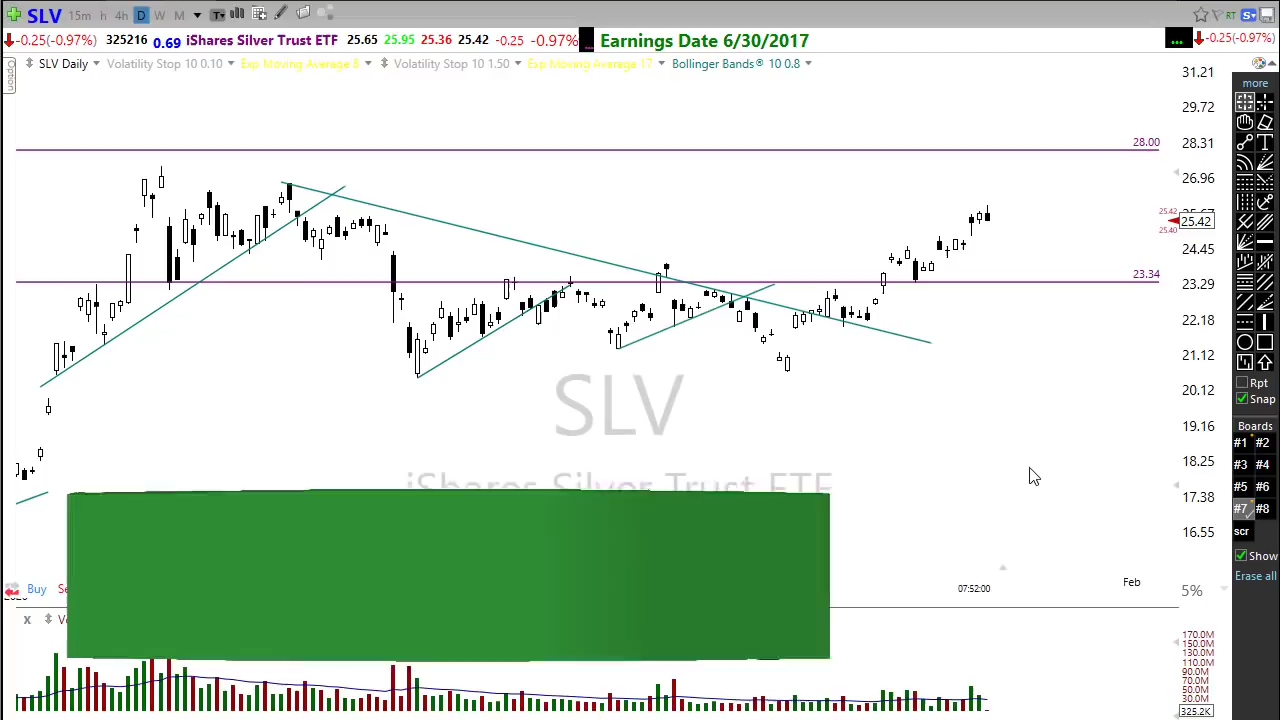 SLV 15m h 4h D W M T
-0.25(-0.97%) 325216 0.69 iShares Silver Trust ETF 25.65 25.95 25.36 25.42 -0.25 -0.97% Earnings Date 6/30/2017 ... -0.25(-0.97%)
RT S
Option
SLV Daily Volatility Stop 10 0.10 Exp Moving Average 8 Volatility Stop 10 1.50 Exp Moving Average 17 Bollinger Bands® 10 0.8
31.21
29.72
28.00
28.31
26.96
25.42
25.42
25.40
24.45
23.34
23.29
22.18
21.12
20.12
19.16
18.25
17.38
16.55
SLV
iShares Silver Trust ETF
more
T
Rpt
Snap
Boards
#1 #2
#3 #4
#5 #6
#7 #8
scr
Show
Erase all
Buy
07:52:00
Feb
5%
X
170.0M
150.0M
130.0M
110.0M
90.0M
70.0M
50.0M
30.0M
325.2K